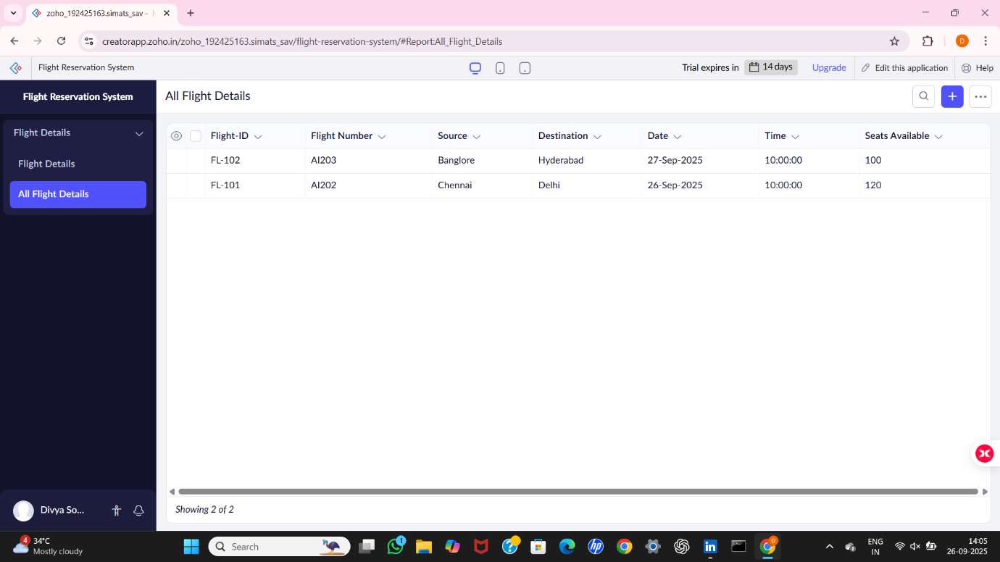 zoho_192425163.simats_sav - F
creatorapp.zoho.in/zoho_192425163.simats_sav/flight-reservation-system/#Report:All_Flight_Details
D
Flight Reservation System
Trial expires in 14 days Upgrade Edit this application Help
Flight Reservation System
All Flight Details
Flight Details
Flight Details
All Flight Details
Flight-ID Flight Number Source Destination Date Time Seats Available
FL-102 AI203 Banglore Hyderabad 27-Sep-2025 10:00:00 100
FL-101 AI202 Chennai Delhi 26-Sep-2025 10:00:00 120
Showing 2 of 2
Divya So...
4 34°C
Mostly cloudy
Search
1
hp
in
D
ENG
IN
14:05
26-09-2025